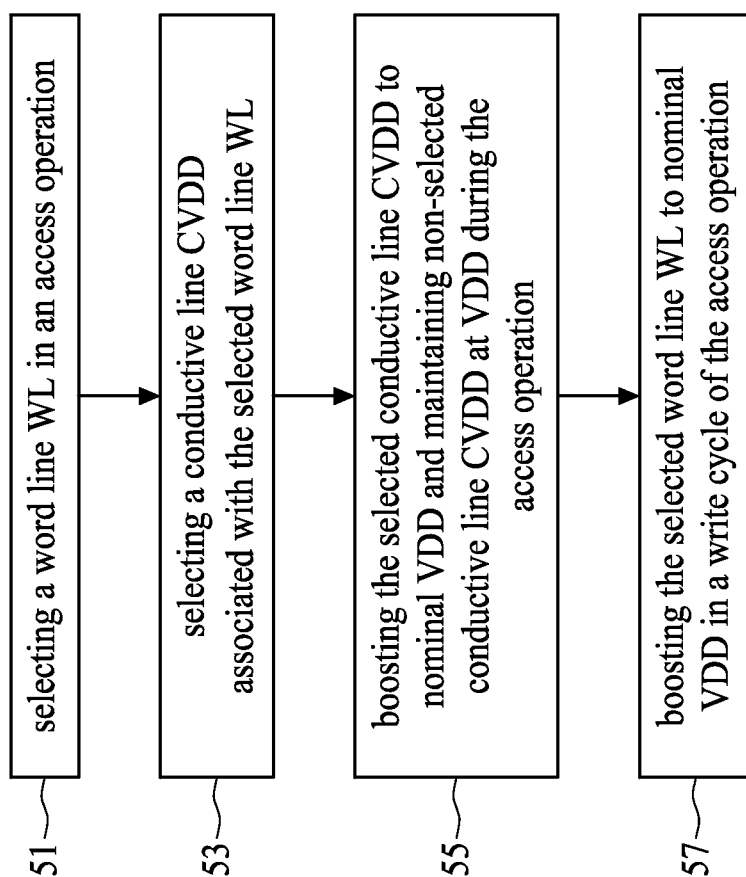 51
selecting a word line WL in an access operation
53
selecting a conductive line CVDD
associated with the selected word line WL
55
boosting the selected conductive line CVDD to
nominal VDD and maintaining non-selected
conductive line CVDD at VDD during the
access operation
57
boosting the selected word line WL to nominal
VDD in a write cycle of the access operation